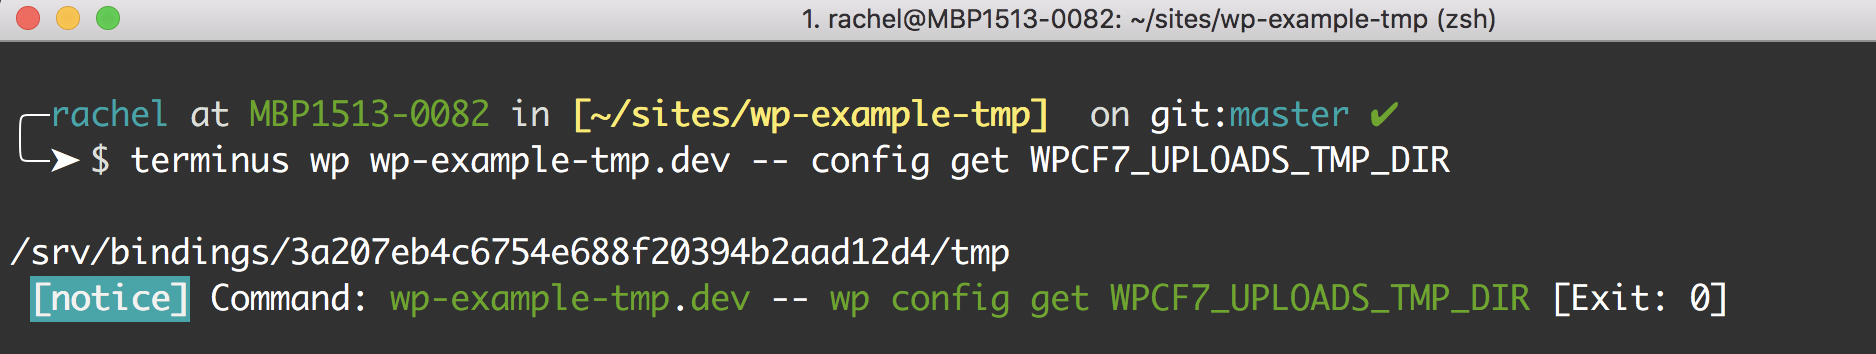 1. rachel@MBP1513-0082: ~/sites/wp-example-tmp (zsh)
rachel at MBP1513-0082 in [~/sites/wp-example-tmp] on git:master ✔
➤ $ terminus wp wp-example-tmp.dev -- config get WPCF7_UPLOADS_TMP_DIR
/srv/bindings/3a207eb4c6754e688f20394b2aad12d4/tmp
[notice] Command: wp-example-tmp.dev -- wp config get WPCF7_UPLOADS_TMP_DIR [Exit: 0]